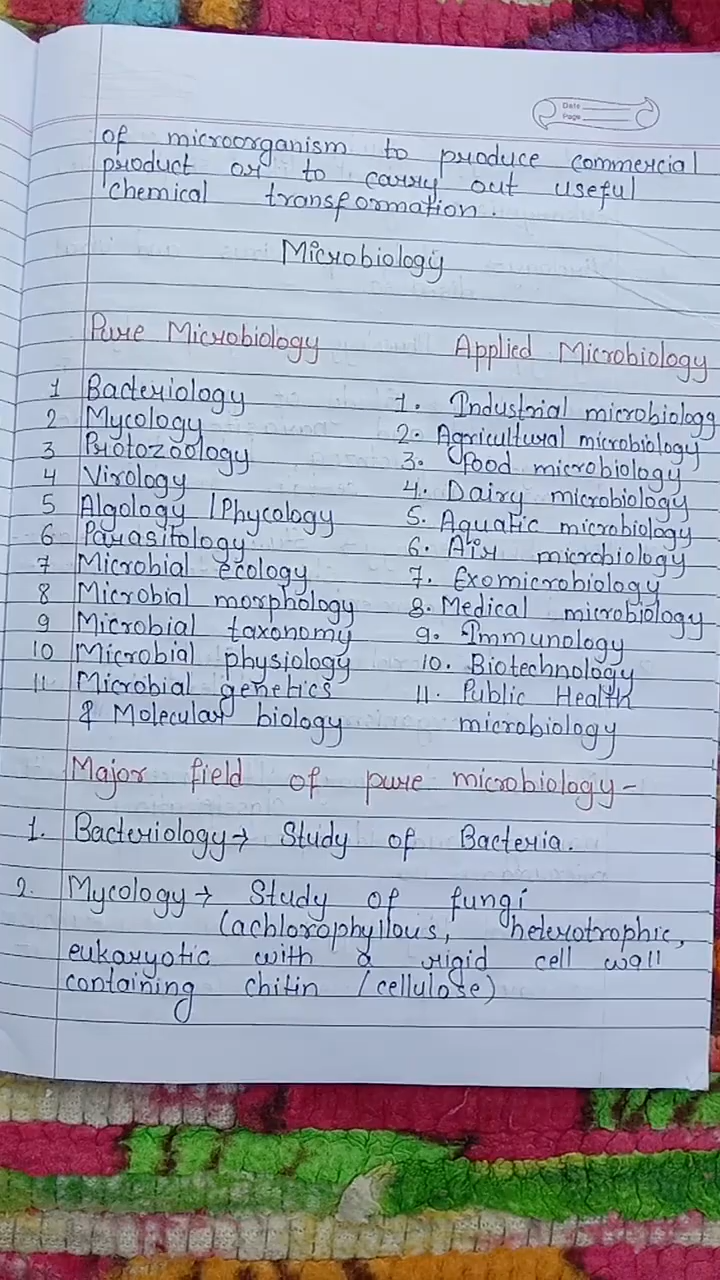 Date
Page
of microorganism to produce commercial
product or to carry out useful
chemical transformation.
Microbiology
Pure Microbiology Applied Microbiology
1 Bacteriology 1. Industrial microbiology
2 Mycology 2. Agricultural microbiology
3 Protozoology 3. food microbiology
4 Virology 4. Dairy microbiology
5 Algology / Phycology 5. Aquatic microbiology
6 Parasitology 6. Air microbiology
7 Microbial ecology 7. Exomicrobiology
8 Microbial morphology 8. Medical microbiology
9 Microbial taxonomy 9. Immunology
10 Microbial physiology 10. Biotechnology
11 Microbial genetics 11. Public Health
& Molecular biology microbiology
Major field of pure microbiology-
1. Bacteriology → Study of Bacteria.
2. Mycology → Study of fungi
(achlorophyllous, heterotrophic,
eukaryotic with a rigid cell wall
containing chitin / cellulose)